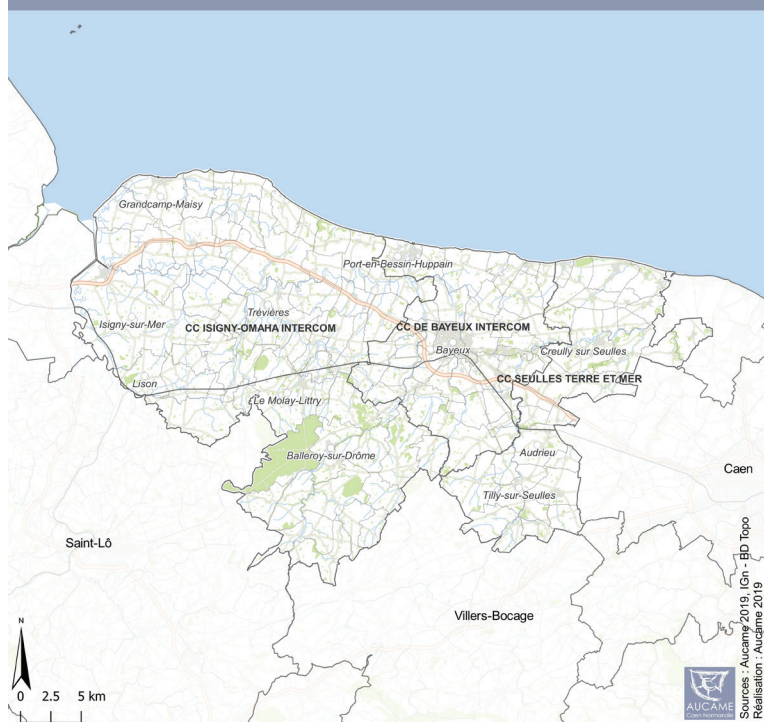 Grandcamp-Maisy
Port-en-Bessin-Huppain
Trévières
Isigny-sur-Mer
CC ISIGNY-OMAHA INTERCOM
CC DE BAYEUX INTERCOM
Bayeux
Creully sur Seulles
CC SEULLES TERRE ET MER
Lison
Le Molay-Littry
Audrieu
Balleroy-sur-Drôme
Caen
Tilly-sur-Seulles
Saint-Lô
Villers-Bocage
N
0 2.5 5 km
AUCAME
Caen Normandie
Sources : Aucame 2019, IGn - BD Topo
Réalisation : Aucame 2019